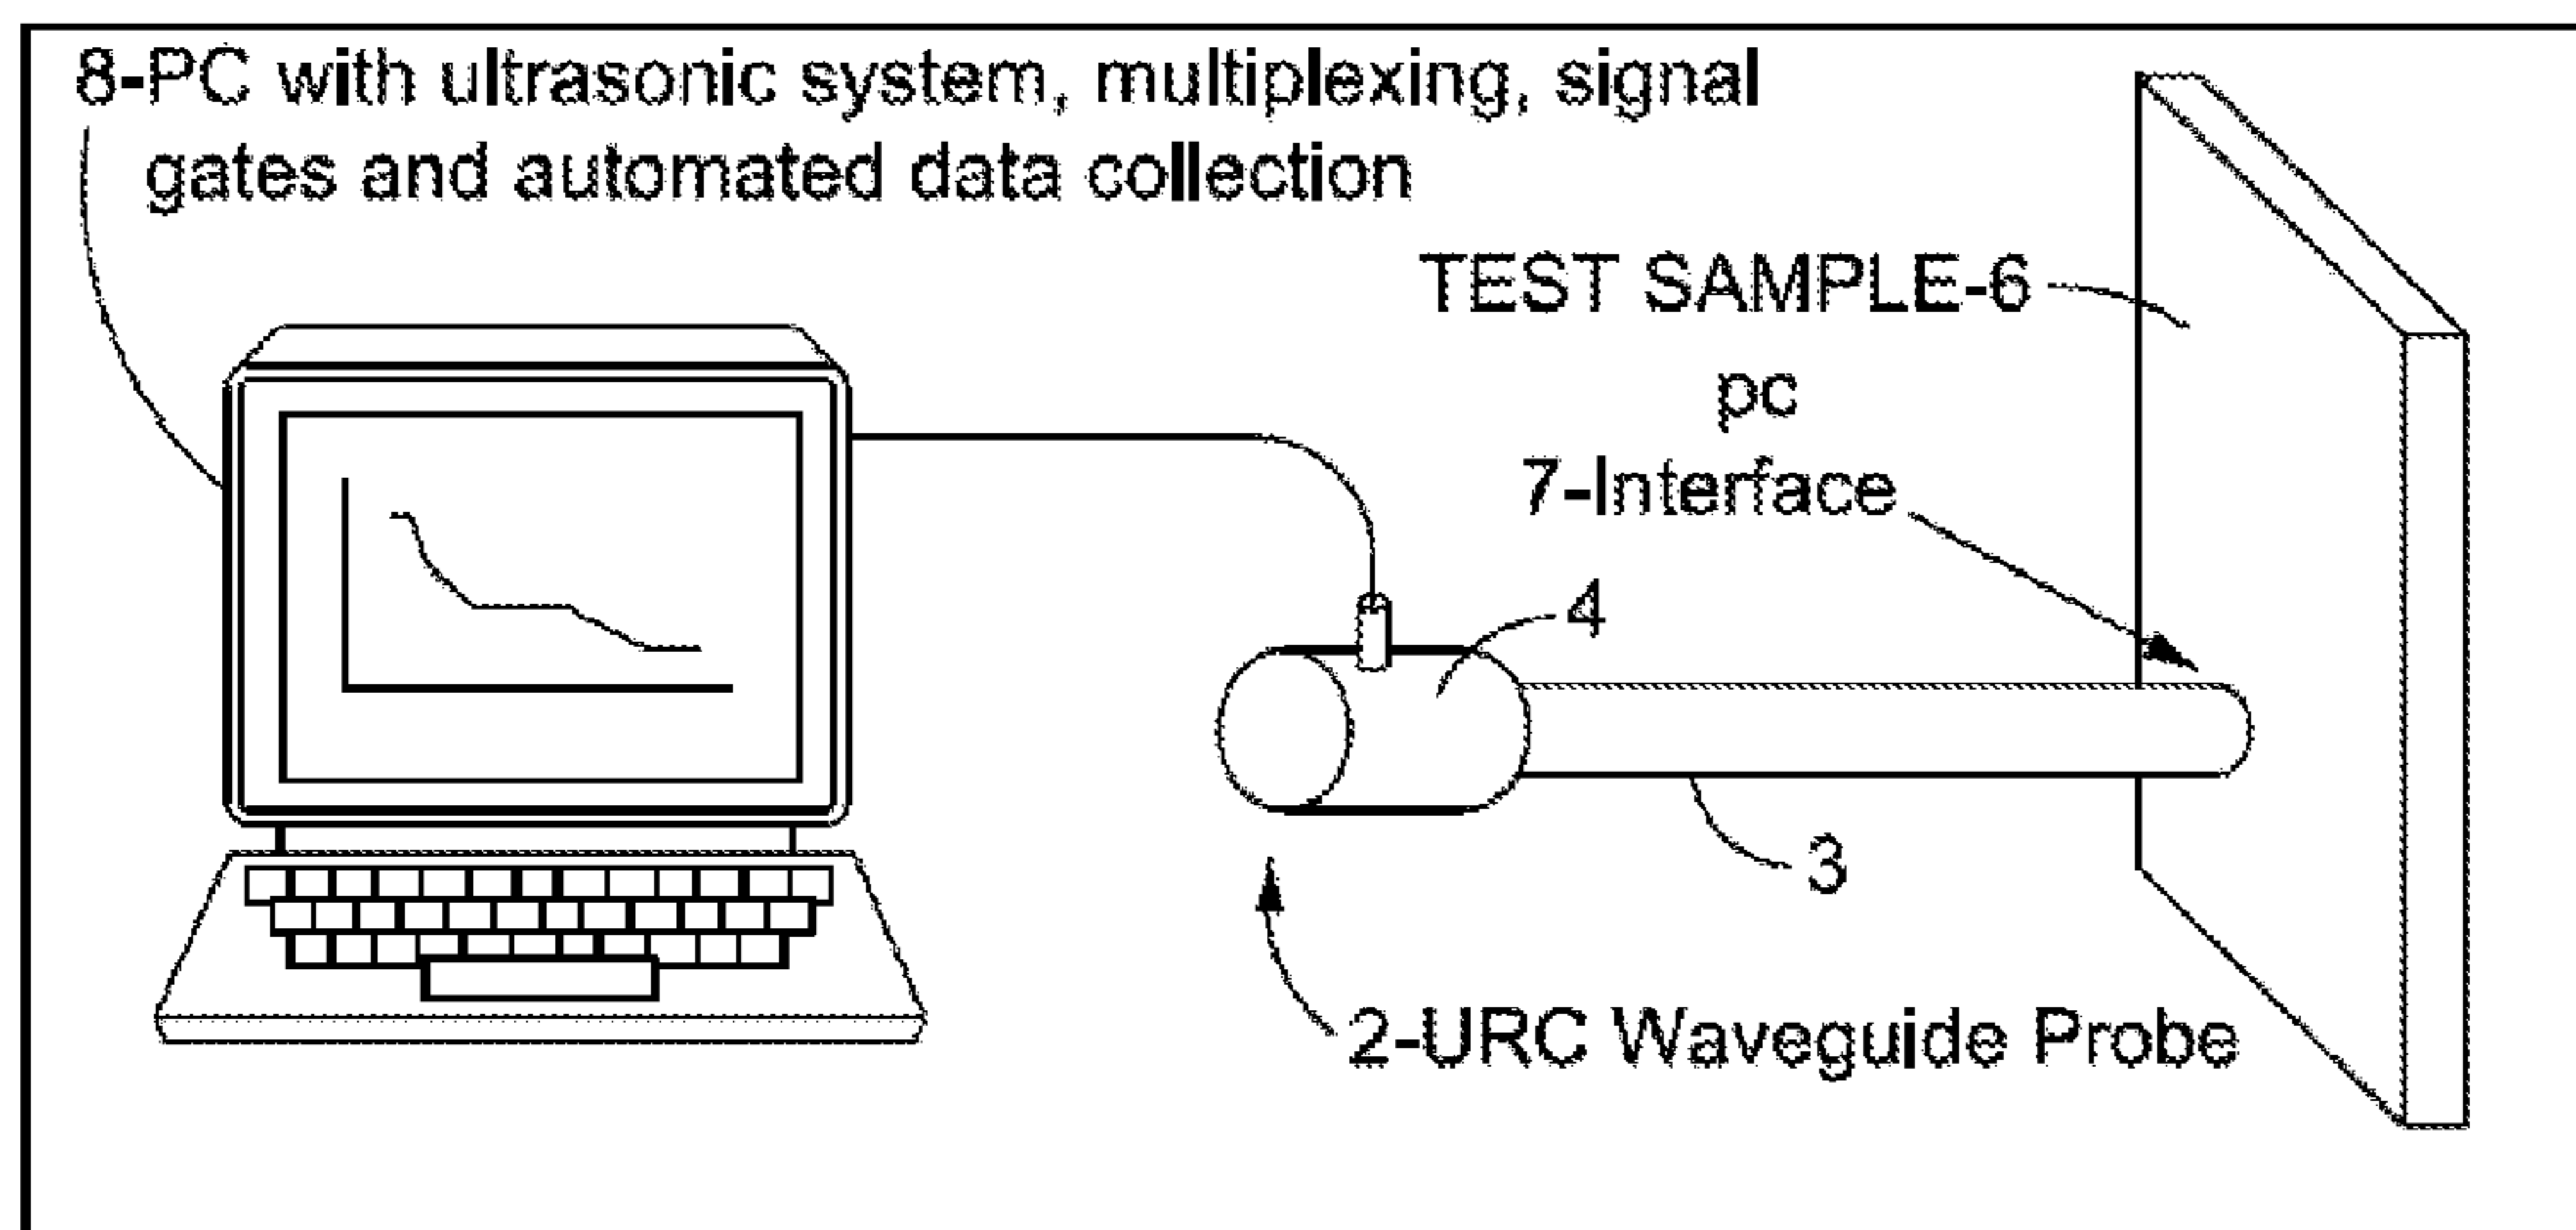 8-PC with ultrasonic system, multiplexing, signal
gates and automated data collection
TEST SAMPLE-6
pc
7-Interface
4
3
2-URC Waveguide Probe